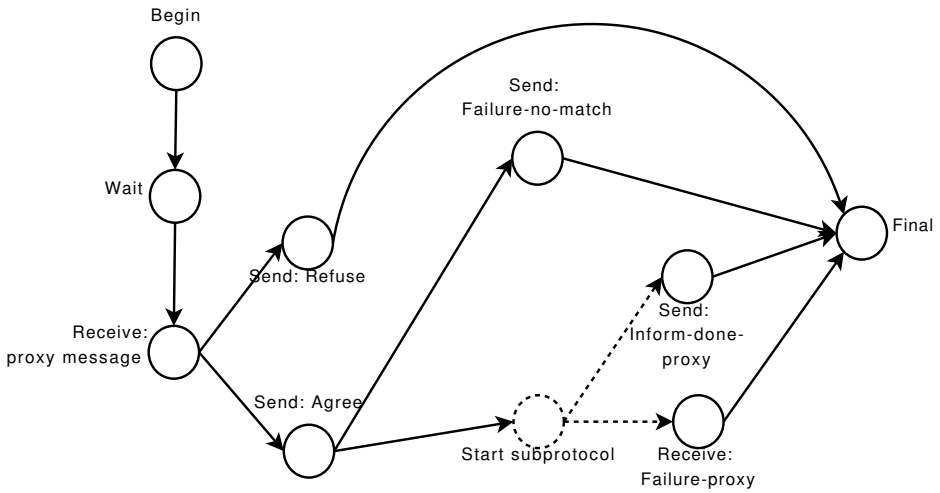 Begin
Send:
Failure-no-match
Wait
Final
Send: Refuse
Send:
Inform-done-
proxy
Receive:
proxy message
Send: Agree
Start subprotocol
Receive:
Failure-proxy